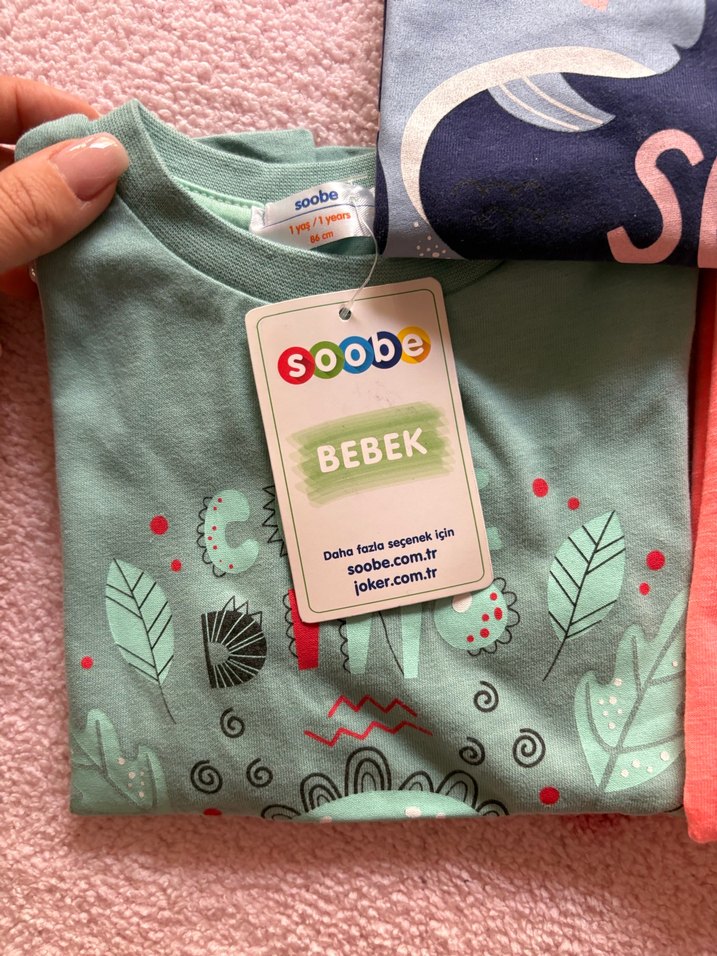 soobe
1 yaş / 1 years
86 cm
soobe
BEBEK
Daha fazla seçenek için
soobe.com.tr
joker.com.tr
DINO